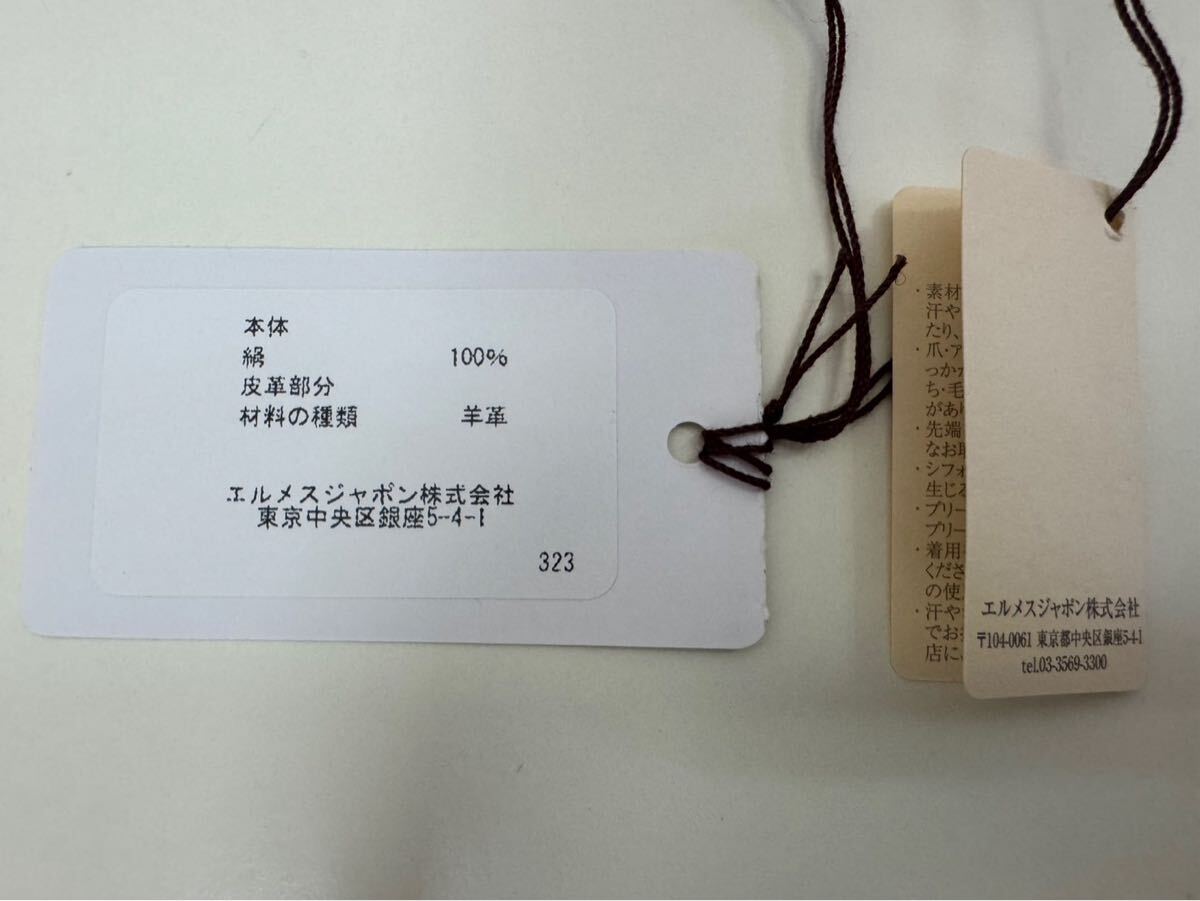 本体
絹 100%
皮革部分
材料の種類 羊革
エルメスジャポン株式会社
東京中央区銀座5-4-1
323
・素材
汗や
たり、
・爪・ア
っかか
ち・毛
があり
・先端
なお取
・シフォ
生じる
・プリー
プリー
・着用
くださ
の使
・汗や
でお
店に
エルメスジャポン株式会社
〒104-0061 東京都中央区銀座5-4-1
tel.03-3569-3300